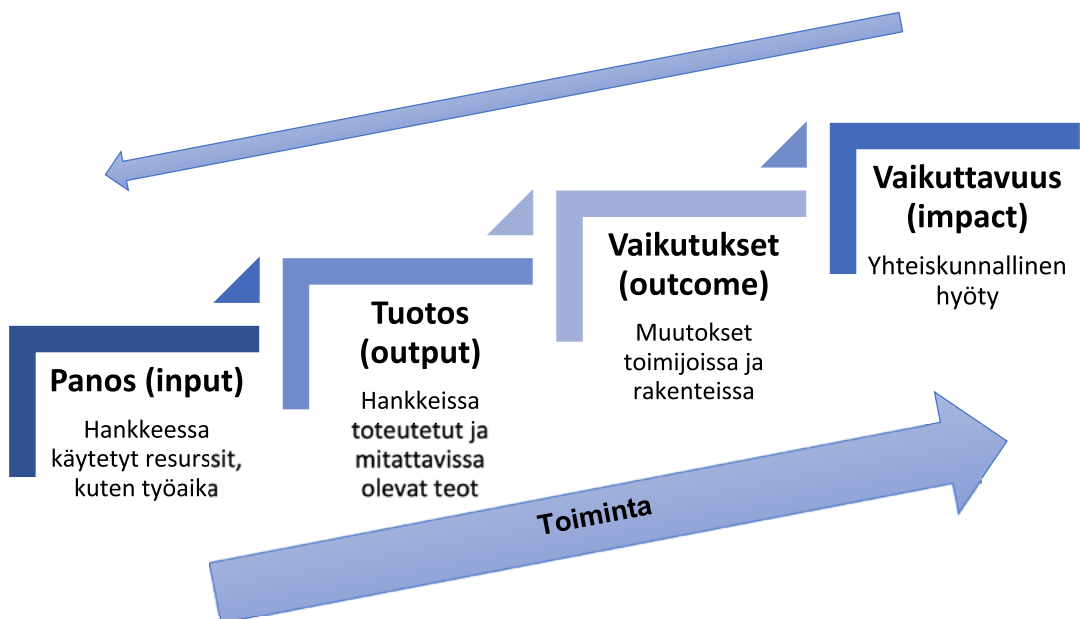 Panos (input)
Hankkeessa
käytetyt resurssit,
kuten työaika
Tuotos
(output)
Hankkeissa
toteutetut ja
mitattavissa
olevat teot
Vaikutukset
(outcome)
Muutokset
toimijoissa ja
rakenteissa
Vaikuttavuus
(impact)
Yhteiskunnallinen
hyöty
Toiminta